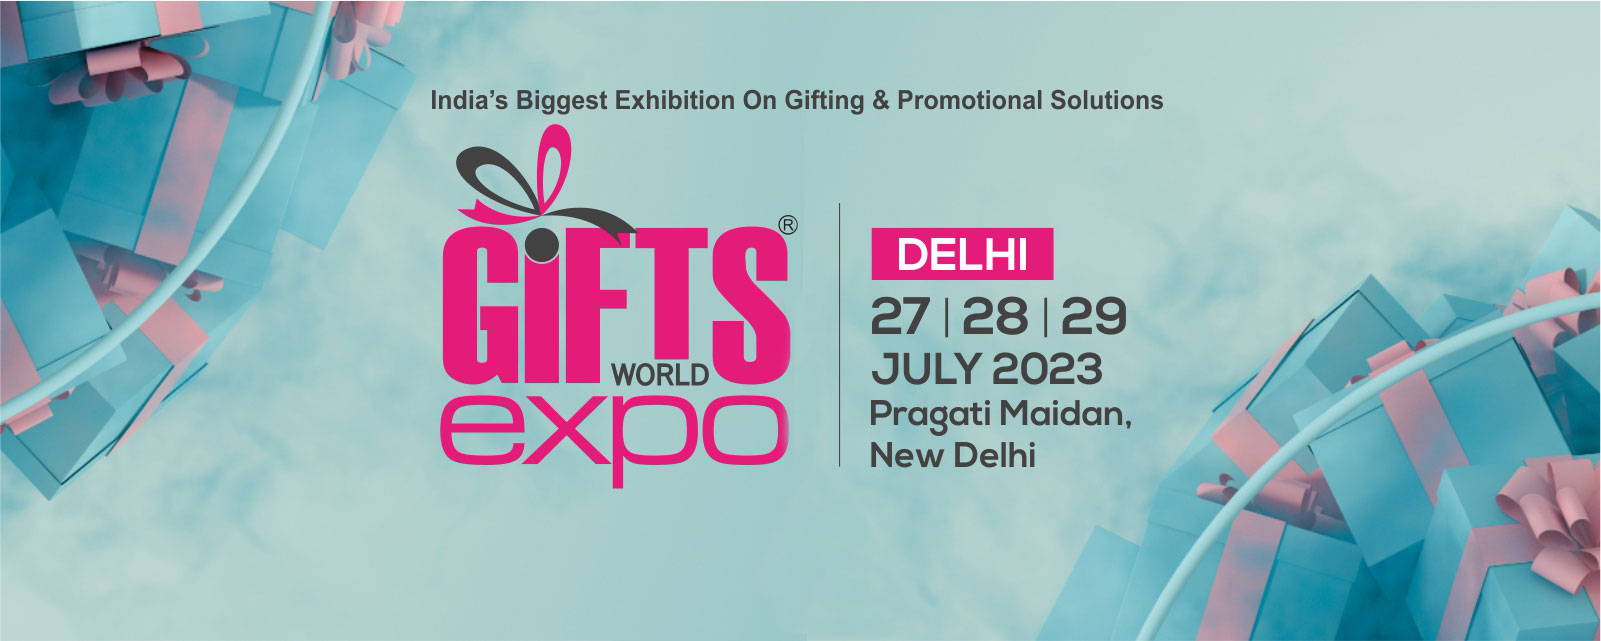 India's Biggest Exhibition On Gifting & Promotional Solutions
GiFTS®
WORLD
expo
DELHI
27 | 28 | 29
JULY 2023
Pragati Maidan,
New Delhi